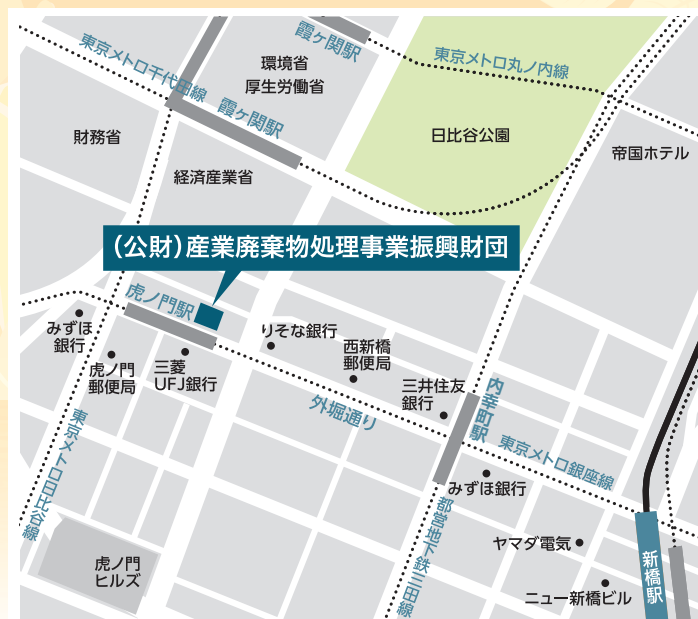 霞ヶ関駅
東京メトロ千代田線
環境省
厚生労働省
東京メトロ丸ノ内線
霞ヶ関駅
財務省
日比谷公園
帝国ホテル
経済産業省
（公財）産業廃棄物処理事業振興財団
虎ノ門駅
みずほ
銀行
りそな銀行
西新橋
郵便局
虎ノ門
郵便局
三菱
UFJ銀行
三井住友
銀行
内幸町駅
外堀通り
東京メトロ日比谷線
東京メトロ銀座線
みずほ銀行
都営地下鉄三田線
ヤマダ電気
新橋駅
虎ノ門
ヒルズ
ニュー新橋ビル